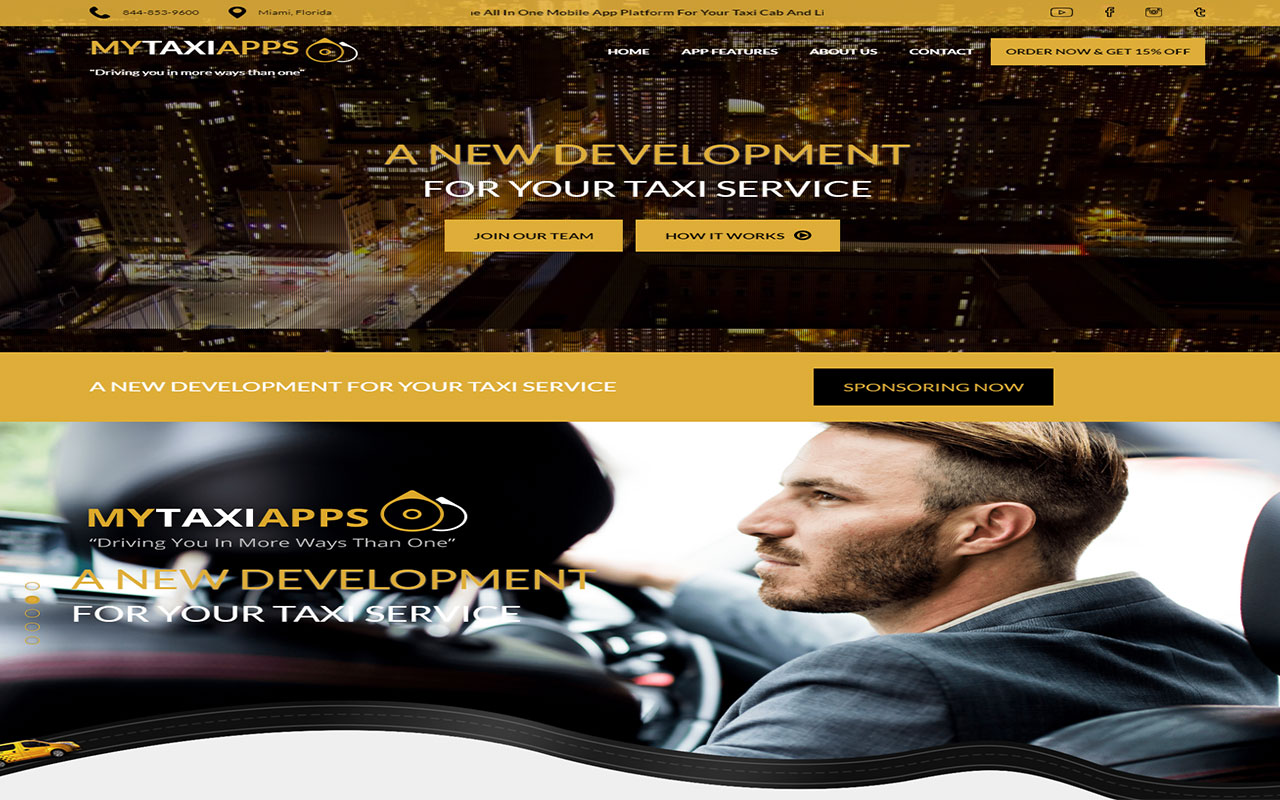 844-853-9600
Miami, Florida
All In One Mobile App Platform For Your Taxi Cab And
MYTAXIAPPS
"Driving you in more ways than one"
HOME
APP FEATURES
ABOUT US
CONTACT
ORDER NOW & GET 15% OFF
A NEW DEVELOPMENT
FOR YOUR TAXI SERVICE
JOIN OUR TEAM
HOW IT WORKS
A NEW DEVELOPMENT FOR YOUR TAXI SERVICE
SPONSORING NOW
MYTAXIAPPS
“Driving You In More Ways Than One”
A NEW DEVELOPMENT
FOR YOUR TAXI SERVICE